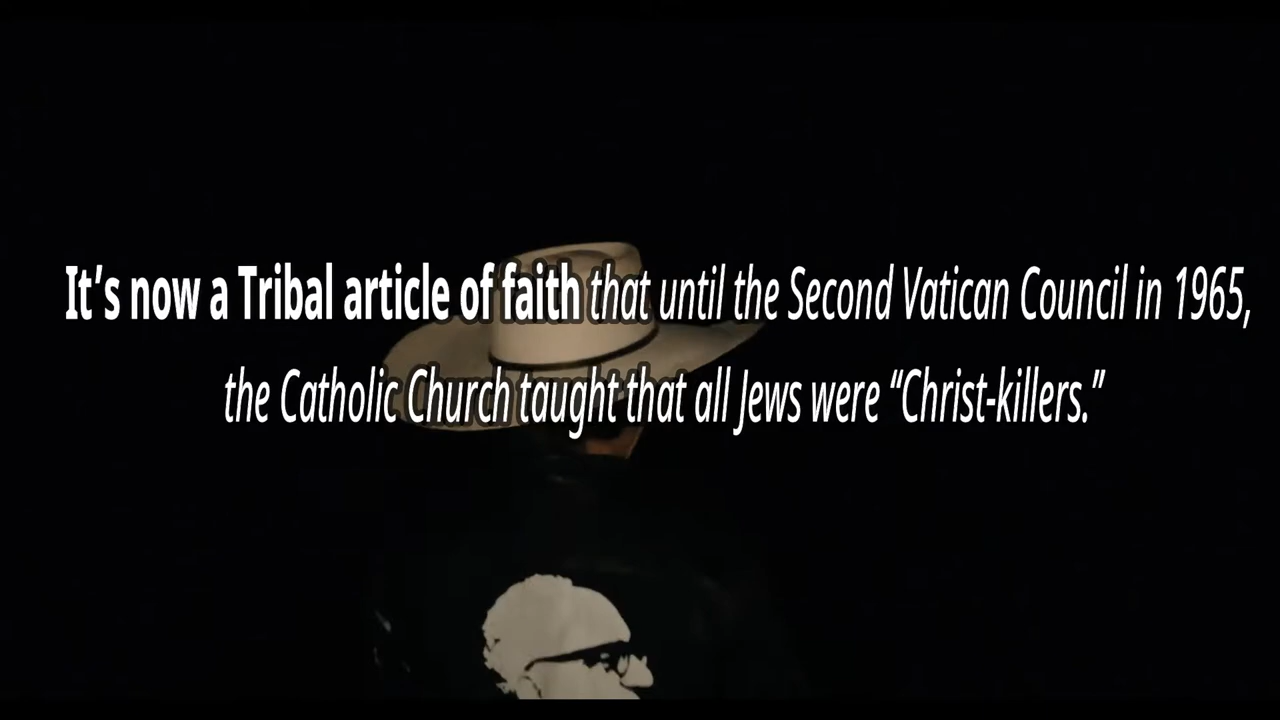 It’s now a Tribal article of faith that until the Second Vatican Council in 1965,
the Catholic Church taught that all Jews were “Christ-killers.”